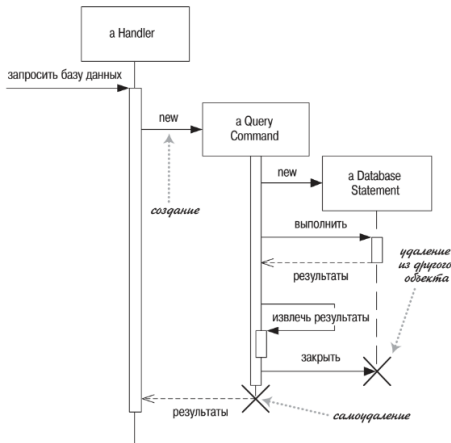 a Handler
запросить базу данных
new
a Query
Command
new
a Database
Statement
создание
выполнить
удаление
из другого
объекта
результаты
извлечь результаты
закрыть
результаты
самоудаление